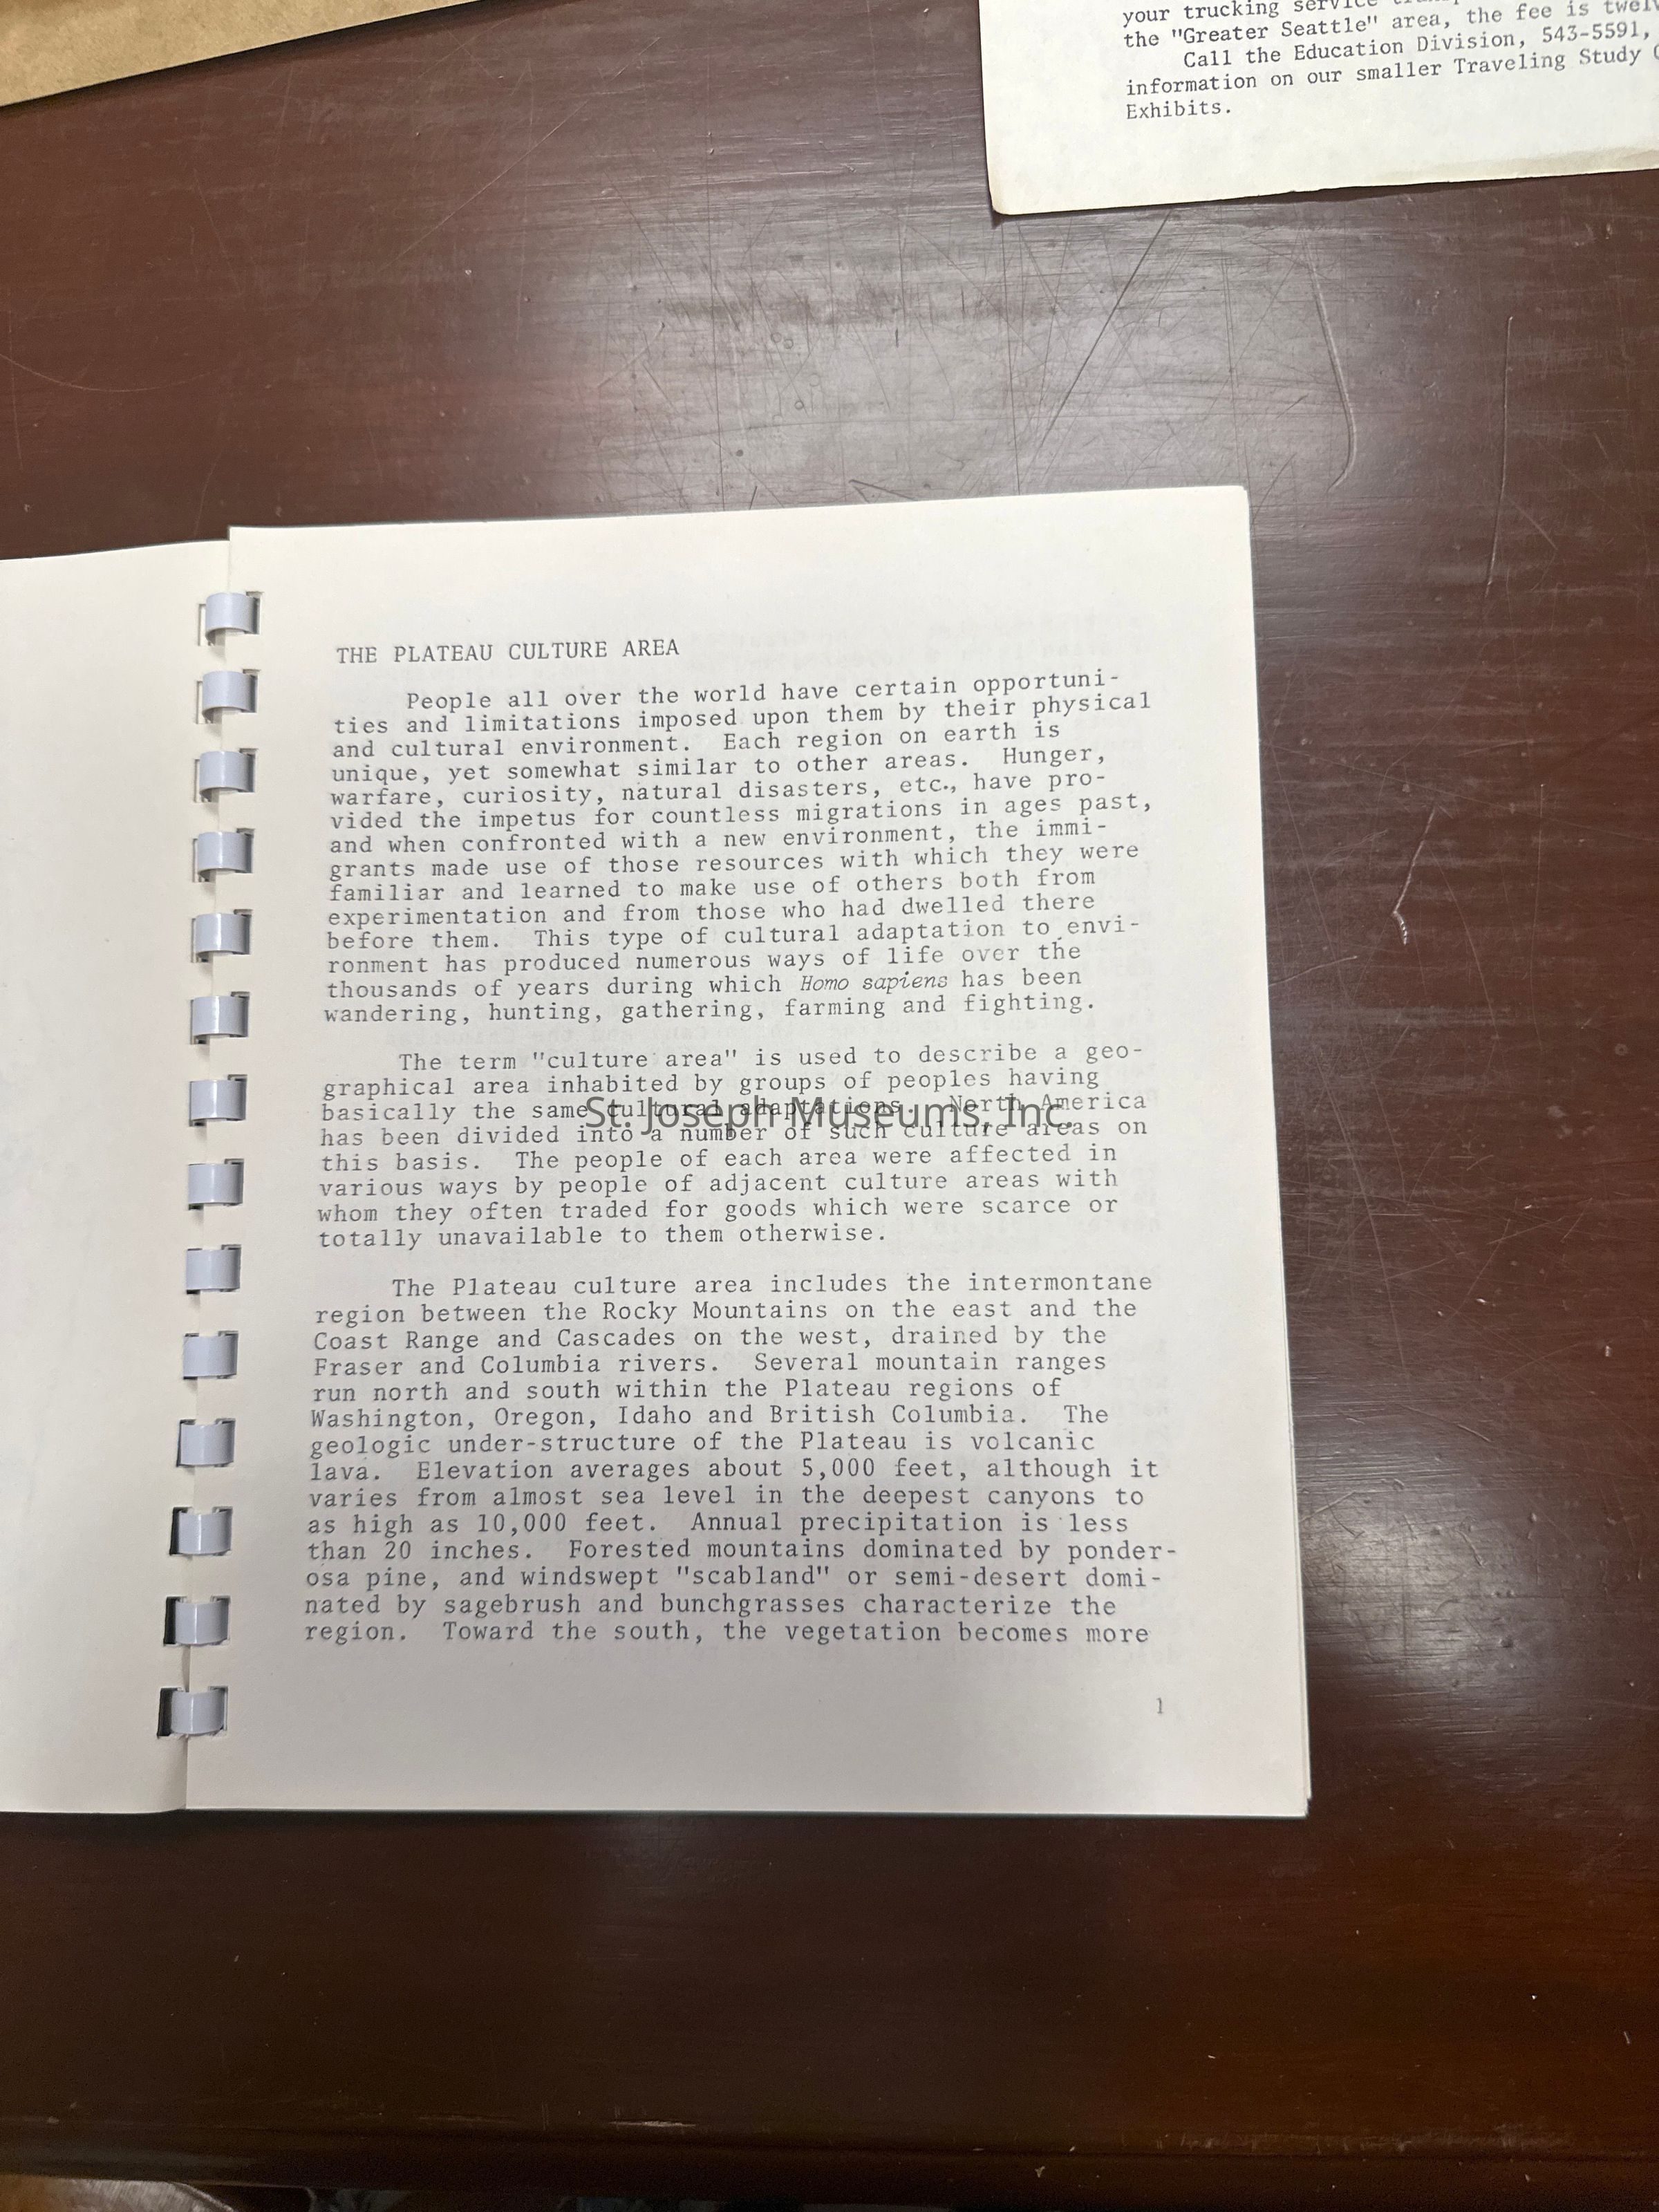 your trucking service
the "Greater Seattle" area, the fee is
Call the Education Division, 543-5591,
information on our smaller Traveling Study
Exhibits.
THE PLATEAU CULTURE AREA
People all over the world have certain opportuni-
ties and limitations imposed upon them by their physical
and cultural environment. Each region on earth is
unique, yet somewhat similar to other areas. Hunger,
warfare, curiosity, natural disasters, etc., have pro-
vided the impetus for countless migrations in ages past,
and when confronted with a new environment, the immi-
grants made use of those resources with which they were
familiar and learned to make use of others both from
experimentation and from those who had dwelled there
before them. This type of cultural adaptation to envi-
ronment has produced numerous ways of life over the
thousands of years during which Homo sapiens has been
wandering, hunting, gathering, farming and fighting.
The term "culture area" is used to describe a geo-
graphical area inhabited by groups of peoples having
basically the same cultural adaptations. North America
has been divided into a number of such culture areas on
this basis. The people of each area were affected in
various ways by people of adjacent culture areas with
whom they often traded for goods which were scarce or
totally unavailable to them otherwise.
The Plateau culture area includes the intermontane
region between the Rocky Mountains on the east and the
Coast Range and Cascades on the west, drained by the
Fraser and Columbia rivers. Several mountain ranges
run north and south within the Plateau regions of
Washington, Oregon, Idaho and British Columbia. The
geologic under-structure of the Plateau is volcanic
lava. Elevation averages about 5,000 feet, although it
varies from almost sea level in the deepest canyons to
as high as 10,000 feet. Annual precipitation is less
than 20 inches. Forested mountains dominated by ponder-
osa pine, and windswept "scabland" or semi-desert domi-
nated by sagebrush and bunchgrasses characterize the
region. Toward the south, the vegetation becomes more
1
St. Joseph Museums, Inc.